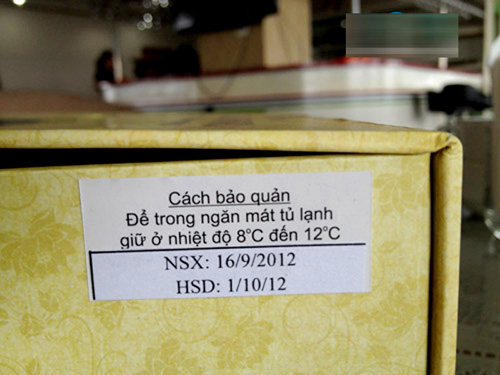 Cách bảo quản
Để trong ngăn mát tủ lạnh
giữ ở nhiệt độ 8°C đến 12°C
NSX: 16/9/2012
HSD: 1/10/12